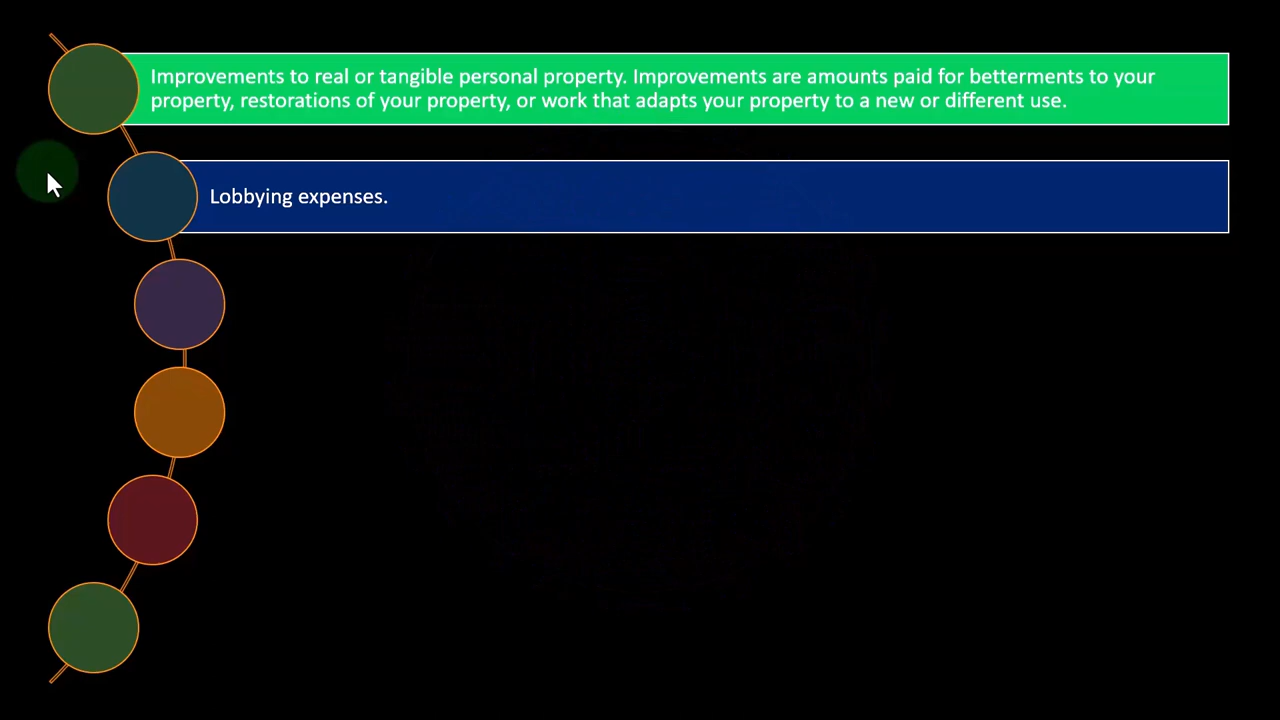 Improvements to real or tangible personal property. Improvements are amounts paid for betterments to your
property, restorations of your property, or work that adapts your property to a new or different use.
Lobbying expenses.